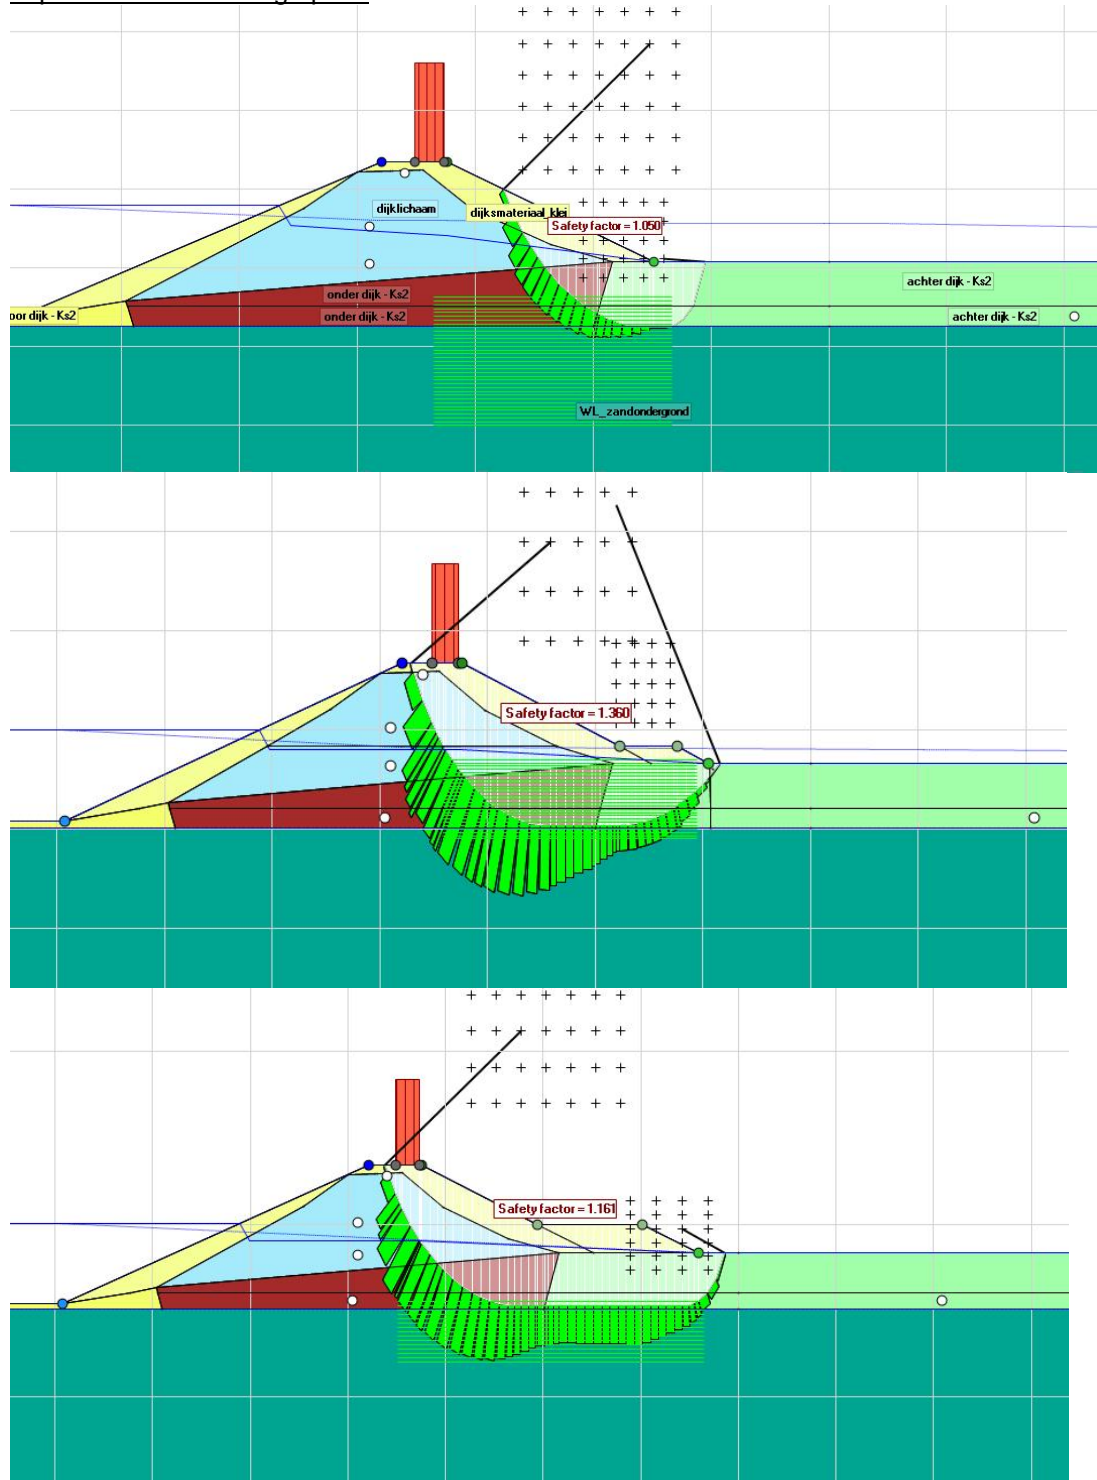 dijklichaam
dijksmateriaal_klei
Safety factor = 1.050
onder dijk - Ks2
achter dijk - Ks2
oor dijk - Ks2
onder dijk - Ks2
achter dijk - Ks2
WL_zandondergrond
Safety factor = 1.360
Safety factor = 1.161